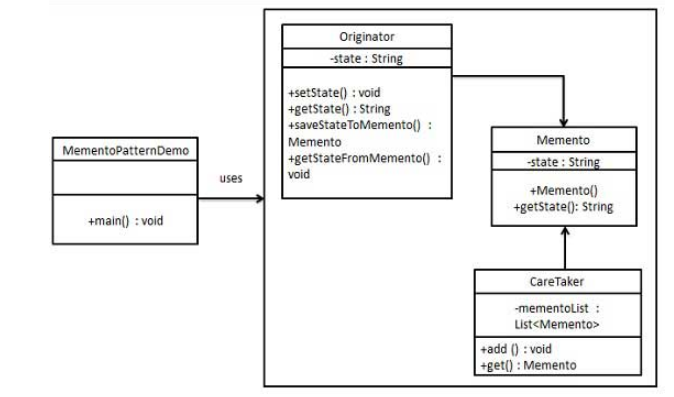 Originator
-state : String
+setState() : void
+getState() : String
+saveStateToMemento() :
Memento
+getStateFromMemento() :
void
MementoPatternDemo
+main() : void
uses
Memento
-state : String
+Memento()
+getState(): String
CareTaker
-mementoList :
List<Memento>
+add () : void
+get() : Memento